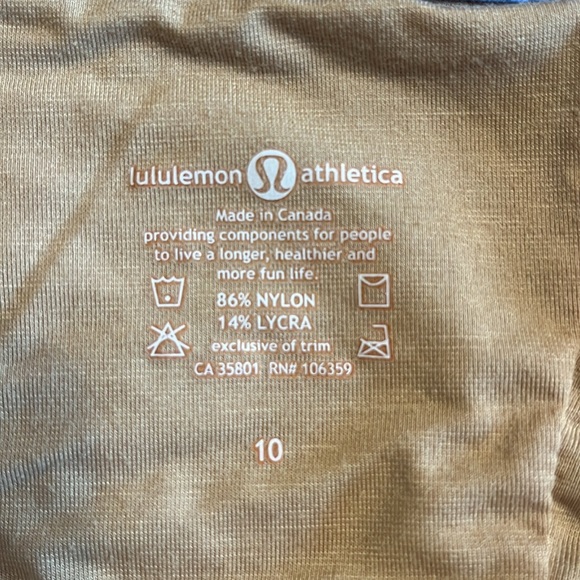 lululemon athletica
Made in Canada
providing components for people
to live a longer, healthier and
more fun life.
86% NYLON
14% LYCRA
exclusive of trim
CA 35801 RN# 106359
10